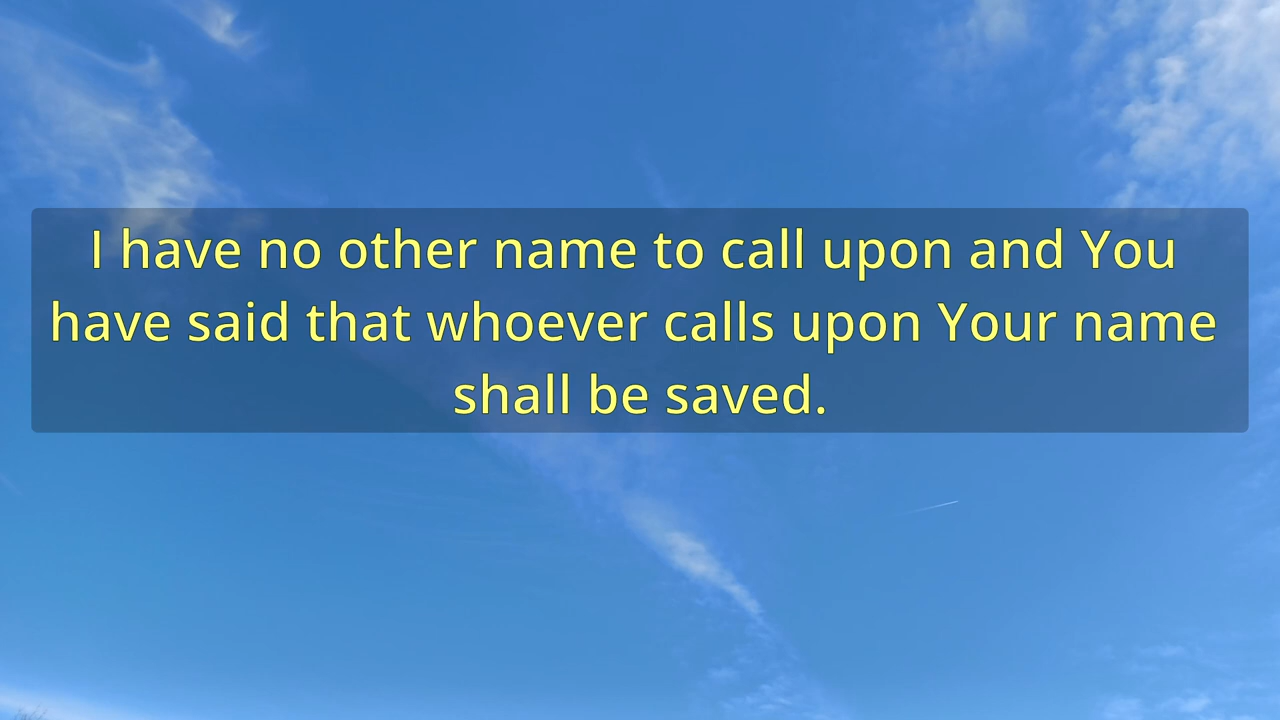 I have no other name to call upon and You
have said that whoever calls upon Your name
shall be saved.